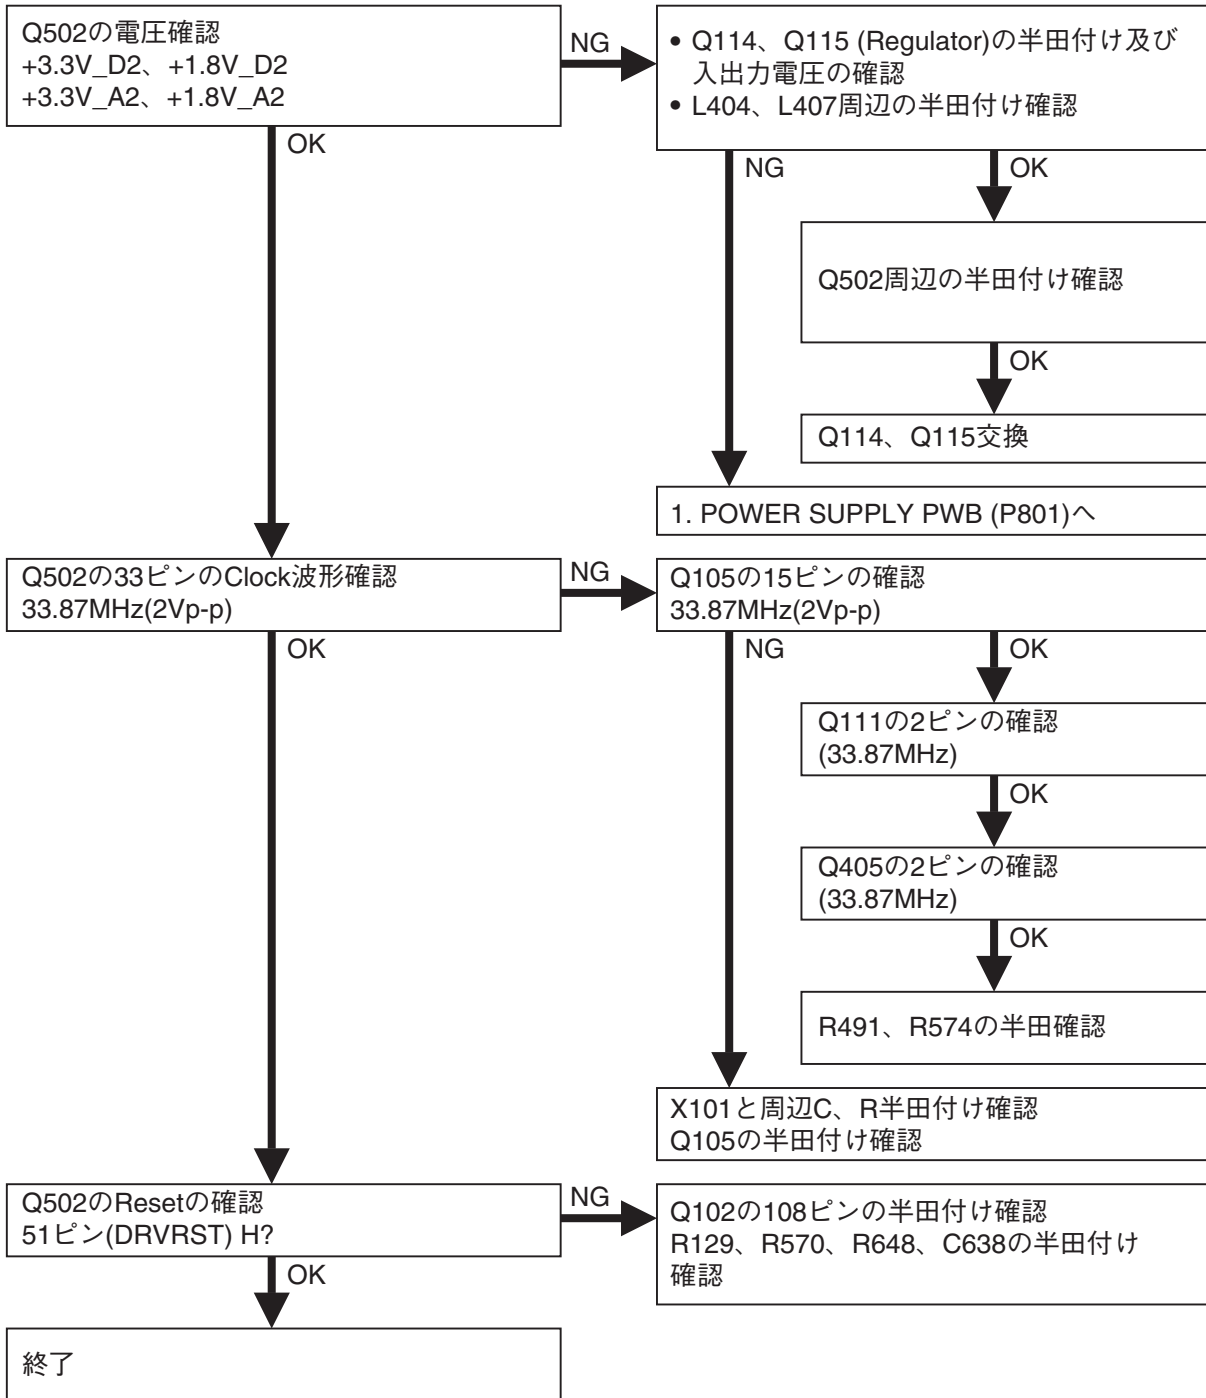 Q502の電圧確認
+3.3V_D2、+1.8V_D2
+3.3V_A2、+1.8V_A2
NG
• Q114、Q115 (Regulator)の半田付け及び
入出力電圧の確認
• L404、L407周辺の半田付け確認
OK
NG
OK
Q502周辺の半田付け確認
OK
Q114、Q115交換
1. POWER SUPPLY PWB (P801)へ
Q502の33ピンのClock波形確認
33.87MHz(2Vp-p)
NG
Q105の15ピンの確認
33.87MHz(2Vp-p)
OK
NG
OK
Q111の2ピンの確認
(33.87MHz)
OK
Q405の2ピンの確認
(33.87MHz)
OK
R491、R574の半田確認
X101と周辺C、R半田付け確認
Q105の半田付け確認
Q502のResetの確認
51ピン(DRVRST) H?
NG
Q102の108ピンの半田付け確認
R129、R570、R648、C638の半田付け
確認
OK
終了